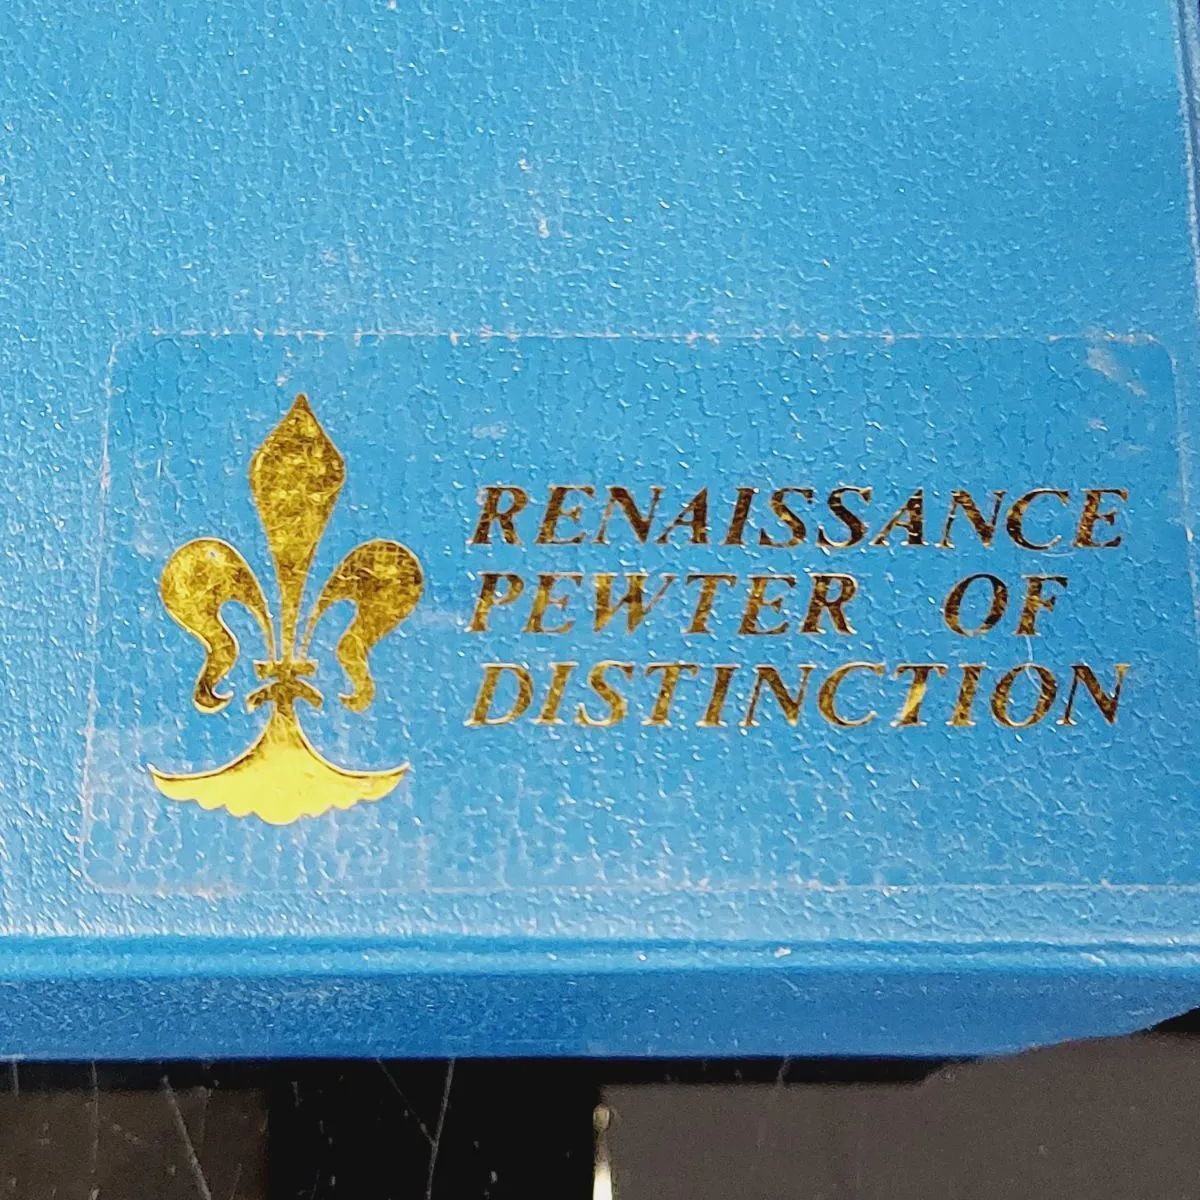 RENAISSANCE
PEWTER OF
DISTINCTION